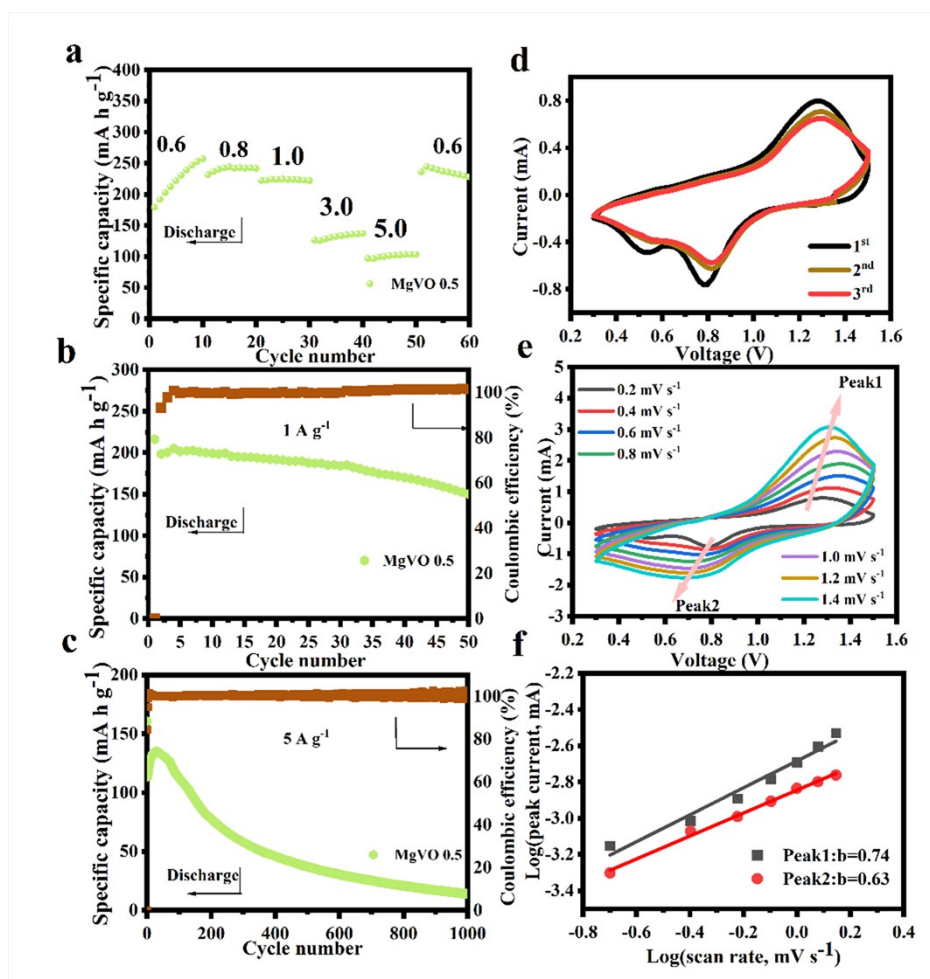 a
Specific capacity (mA h g⁻¹)
400
350
300
250
200
150
100
50
0
0.6
0.8
1.0
3.0
5.0
0.6
Discharge
MgVO 0.5
0 10 20 30 40 50 60
Cycle number
b
Specific capacity (mA h g⁻¹)
300
275
250
225
200
175
150
125
100
75
50
25
0
1 A g⁻¹
Discharge
MgVO 0.5
100
80
60
40
20
0
Coulombic efficiency (%)
0 5 10 15 20 25 30 35 40 45 50
Cycle number
c
Specific capacity (mA h g⁻¹)
200
150
100
50
0
5 A g⁻¹
Discharge
MgVO 0.5
100
80
60
40
20
0
Coulombic efficiency (%)
0 200 400 600 800 1000
Cycle number
d
Current (mA)
0.8
0.4
0.0
-0.4
-0.8
1st
2nd
3rd
0.2 0.4 0.6 0.8 1.0 1.2 1.4 1.6
Voltage (V)
e
Current (mA)
5
4
3
2
1
0
-1
-2
-3
0.2 mV s⁻¹
0.4 mV s⁻¹
0.6 mV s⁻¹
0.8 mV s⁻¹
Peak1
Peak2
1.0 mV s⁻¹
1.2 mV s⁻¹
1.4 mV s⁻¹
0.2 0.4 0.6 0.8 1.0 1.2 1.4 1.6
Voltage (V)
f
Log(peak current, mA)
-2.2
-2.6
-3.0
-3.4
Peak1:b=0.74
Peak2:b=0.63
-0.8 -0.6 -0.4 -0.2 0.0 0.2 0.4
Log(scan rate, mV s⁻¹)